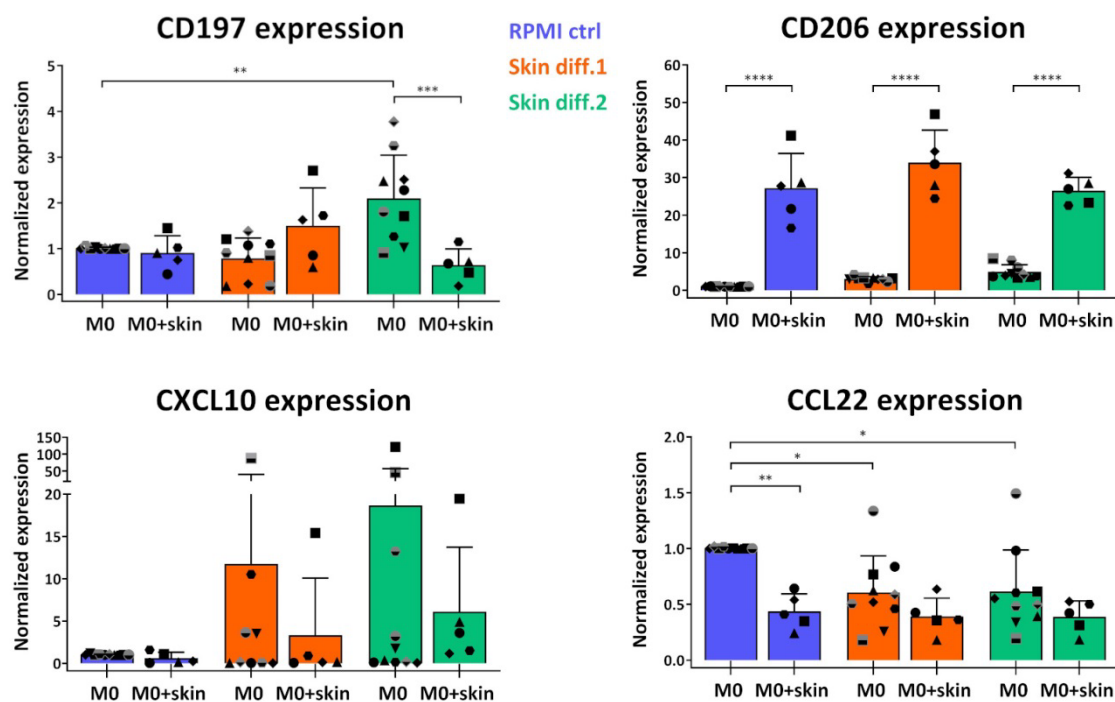 CD197 expression
Normalized expression
5
4
3
2
1
0
**
***
M0 M0+skin M0 M0+skin M0 M0+skin
RPMI ctrl
Skin diff.1
Skin diff.2
CD206 expression
Normalized expression
60
50
40
30
20
10
0
**** **** ****
M0 M0+skin M0 M0+skin M0 M0+skin
CXCL10 expression
Normalized expression
150
100
50
20
15
10
5
0
M0 M0+skin M0 M0+skin M0 M0+skin
CCL22 expression
Normalized expression
2.0
1.5
1.0
0.5
0.0
*
*
**
M0 M0+skin M0 M0+skin M0 M0+skin